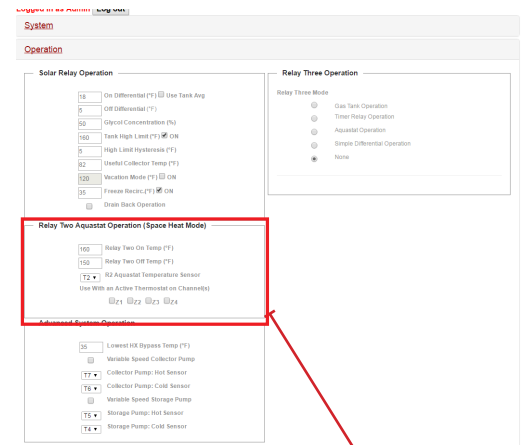 Logged in as Admin Log out
System
Operation
Solar Relay Operation
18 On Differential (°F) Use Tank Avg
5 Off Differential (°F)
50 Glycol Concentration (%)
160 Tank High Limit (°F) ON
5 High Limit Hysteresis (°F)
82 Useful Collector Temp (°F)
120 Vacation Mode (°F) ON
35 Freeze Recirc.(°F) ON
Drain Back Operation
Relay Three Operation
Relay Three Mode
Gas Tank Operation
Timer Relay Operation
Aquastat Operation
Simple Differential Operation
None
Relay Two Aquastat Operation (Space Heat Mode)
160 Relay Two On Temp (°F)
150 Relay Two Off Temp (°F)
T2 R2 Aquastat Temperature Sensor
Use With an Active Thermostat on Channel(s)
Z1 Z2 Z3 Z4
Advanced System Operation
35 Lowest HX Bypass Temp (°F)
Variable Speed Collector Pump
T7 Collector Pump: Hot Sensor
T6 Collector Pump: Cold Sensor
Variable Speed Storage Pump
T5 Storage Pump: Hot Sensor
T4 Storage Pump: Cold Sensor